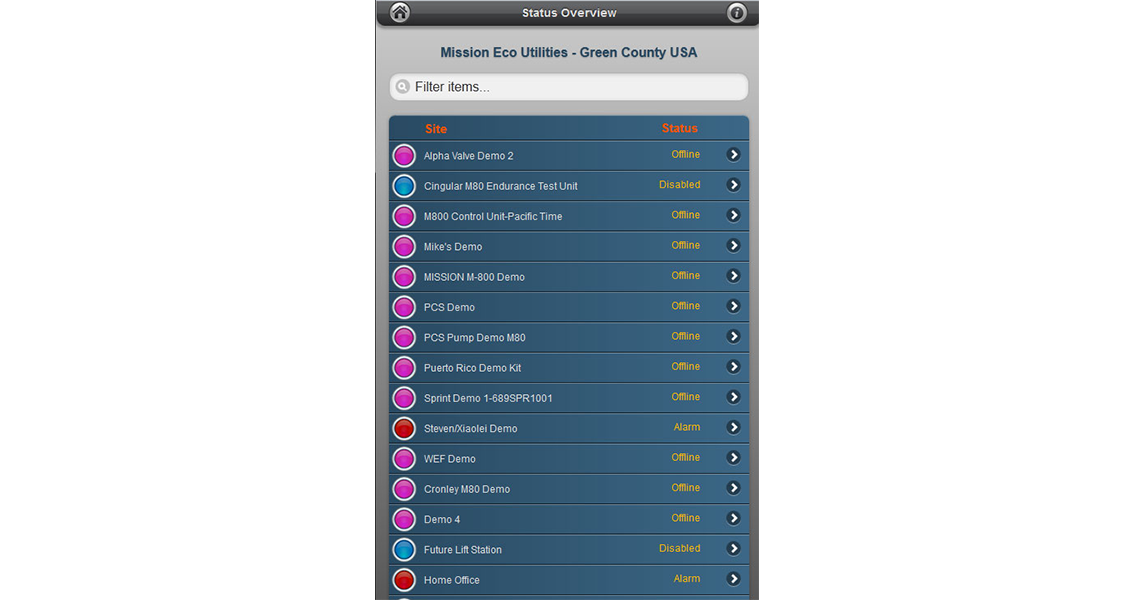 Status Overview
Mission Eco Utilities - Green County USA
Filter items...
Site Status
Alpha Valve Demo 2 Offline
Cingular M80 Endurance Test Unit Disabled
M800 Control Unit-Pacific Time Offline
Mike's Demo Offline
MISSION M-800 Demo Offline
PCS Demo Offline
PCS Pump Demo M80 Offline
Puerto Rico Demo Kit Offline
Sprint Demo 1-689SPR1001 Offline
Steven/Xiaolei Demo Alarm
WEF Demo Offline
Cronley M80 Demo Offline
Demo 4 Offline
Future Lift Station Disabled
Home Office Alarm